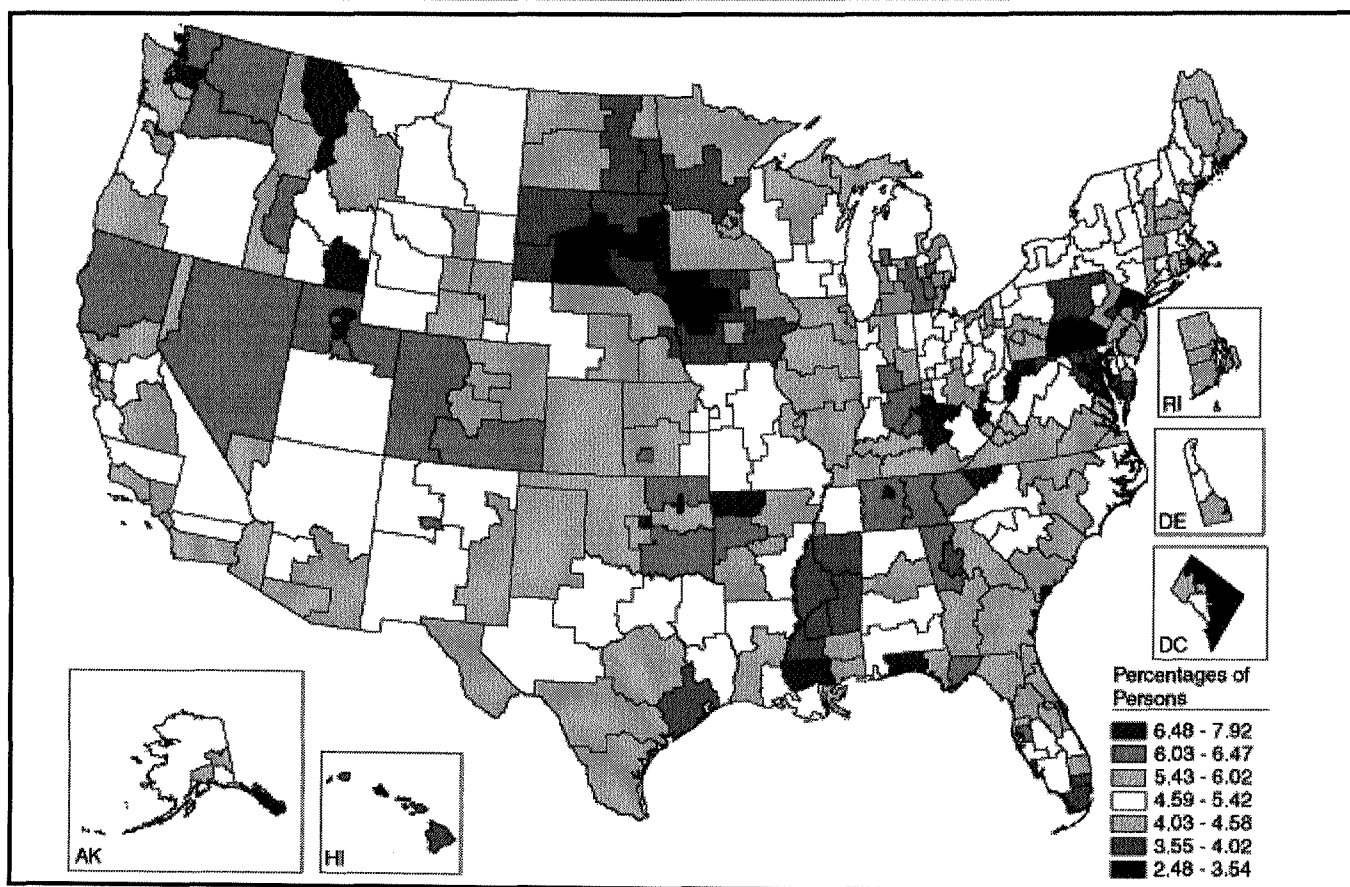 RI
DE
DC
AK
HI
Percentages of
Persons
6.48 - 7.92
6.03 - 6.47
5.43 - 6.02
4.59 - 5.42
4.03 - 4.58
3.55 - 4.02
2.48 - 3.54